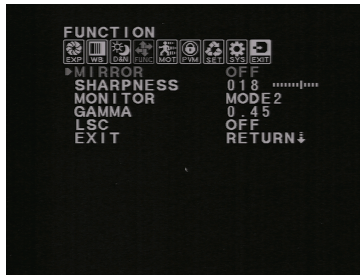 FUNCTION
EXP WB D&N FUNC MOT PVM SET SYS EXIT
MIRROR OFF
SHARPNESS 018
MONITOR MODE2
GAMMA 0.45
LSC OFF
EXIT RETURN